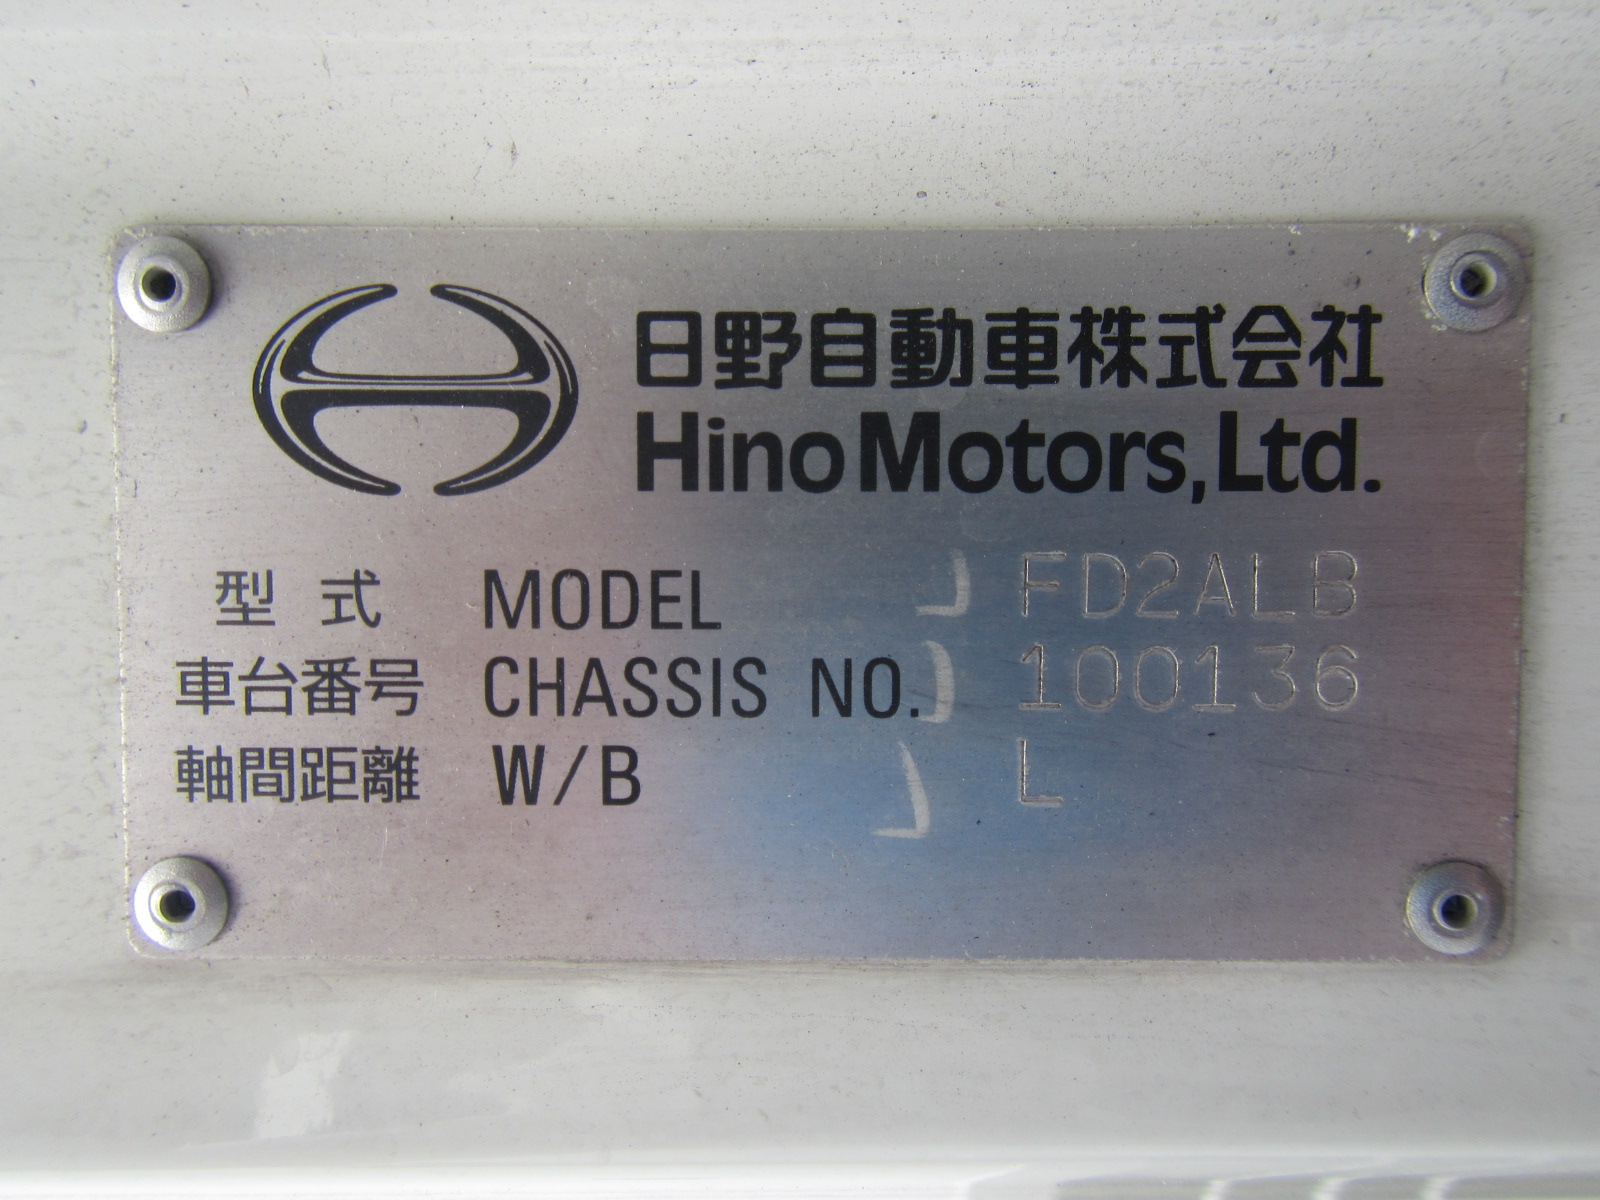 日野自動車株式会社
Hino Motors, Ltd.
型式 MODEL FD2ALB
車台番号 CHASSIS NO. 100136
軸間距離 W/B L